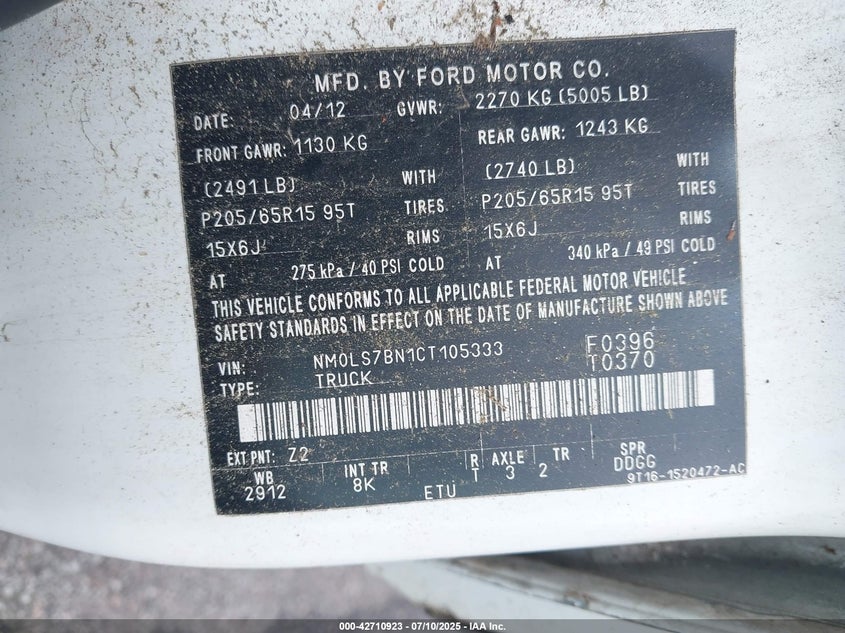 MFD. BY FORD MOTOR CO.
DATE: 04/12 GVWR: 2270 KG (5005 LB)
FRONT GAWR: 1130 KG REAR GAWR: 1243 KG
(2491 LB) WITH (2740 LB) WITH
P205/65R15 95T TIRES P205/65R15 95T TIRES
15X6J RIMS 15X6J RIMS
AT 275 kPa / 40 PSI COLD AT 340 kPa / 49 PSI COLD
THIS VEHICLE CONFORMS TO ALL APPLICABLE FEDERAL MOTOR VEHICLE
SAFETY STANDARDS IN EFFECT ON THE DATE OF MANUFACTURE SHOWN ABOVE
VIN: NM0LS7BN1CT105333 F0396
TYPE: TRUCK T0370
EXT PNT: Z2
WB INT TR R AXLE TR SPR
2912 8K T 3 2 DDGG
ETU 9T16-1520472-AC
000-42710923 - 07/10/2025 - IAA Inc.